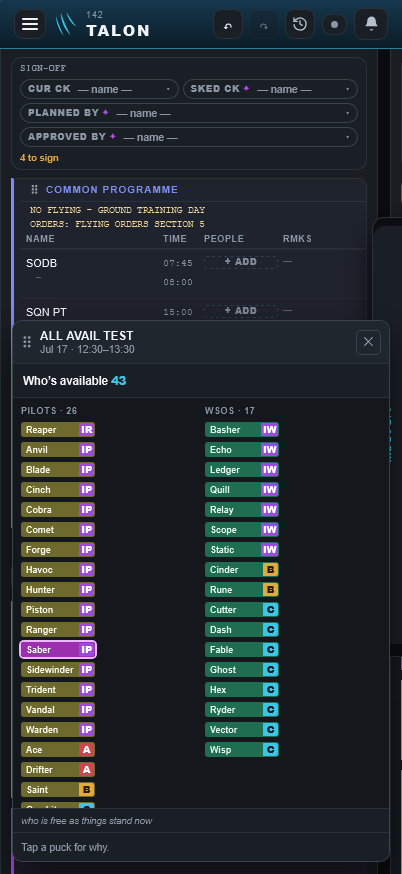 142
TALON
SIGN-OFF
CUR CK — name —
SKED CK ✦ — name —
PLANNED BY ✦ — name —
APPROVED BY ✦ — name —
4 to sign
COMMON PROGRAMME
NO FLYING – GROUND TRAINING DAY
ORDERS: FLYING ORDERS SECTION 5
NAME TIME PEOPLE RMKS
SODB 07:45 + ADD —
— 08:00
SQN PT 15:00 + ADD —
ALL AVAIL TEST
Jul 17 · 12:30–13:30
Who's available 43
PILOTS · 26
Reaper IR
Anvil IP
Blade IP
Cinch IP
Cobra IP
Comet IP
Forge IP
Havoc IP
Hunter IP
Piston IP
Ranger IP
Saber IP
Sidewinder IP
Trident IP
Vandal IP
Warden IP
Ace A
Drifter A
Saint B
WSOS · 17
Basher IW
Echo IW
Ledger IW
Quill IW
Relay IW
Scope IW
Static IW
Cinder B
Rune B
Cutter C
Dash C
Fable C
Ghost C
Hex C
Ryder C
Vector C
Wisp C
who is free as things stand now
Tap a puck for why.